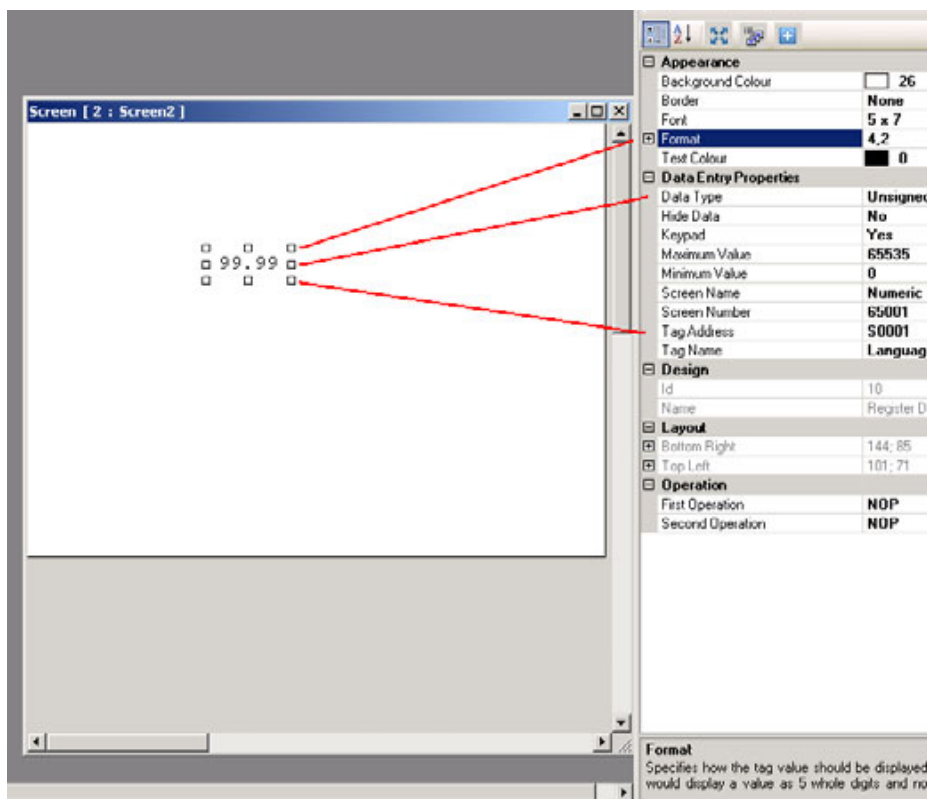 Screen [ 2 : Screen2 ]
99.99
Appearance
Background Colour 26
Border None
Font 5 x 7
Format 4,2
Text Colour 0
Data Entry Properties
Data Type Unsigned
Hide Data No
Keypad Yes
Maximum Value 65535
Minimum Value 0
Screen Name Numeric
Screen Number 65001
Tag Address S0001
Tag Name Languag
Design
Id 10
Name Register D
Layout
Bottom Right 144; 85
Top Left 101; 71
Operation
First Operation NOP
Second Operation NOP
Format
Specifies how the tag value should be displayed
would display a value as 5 whole digits and no